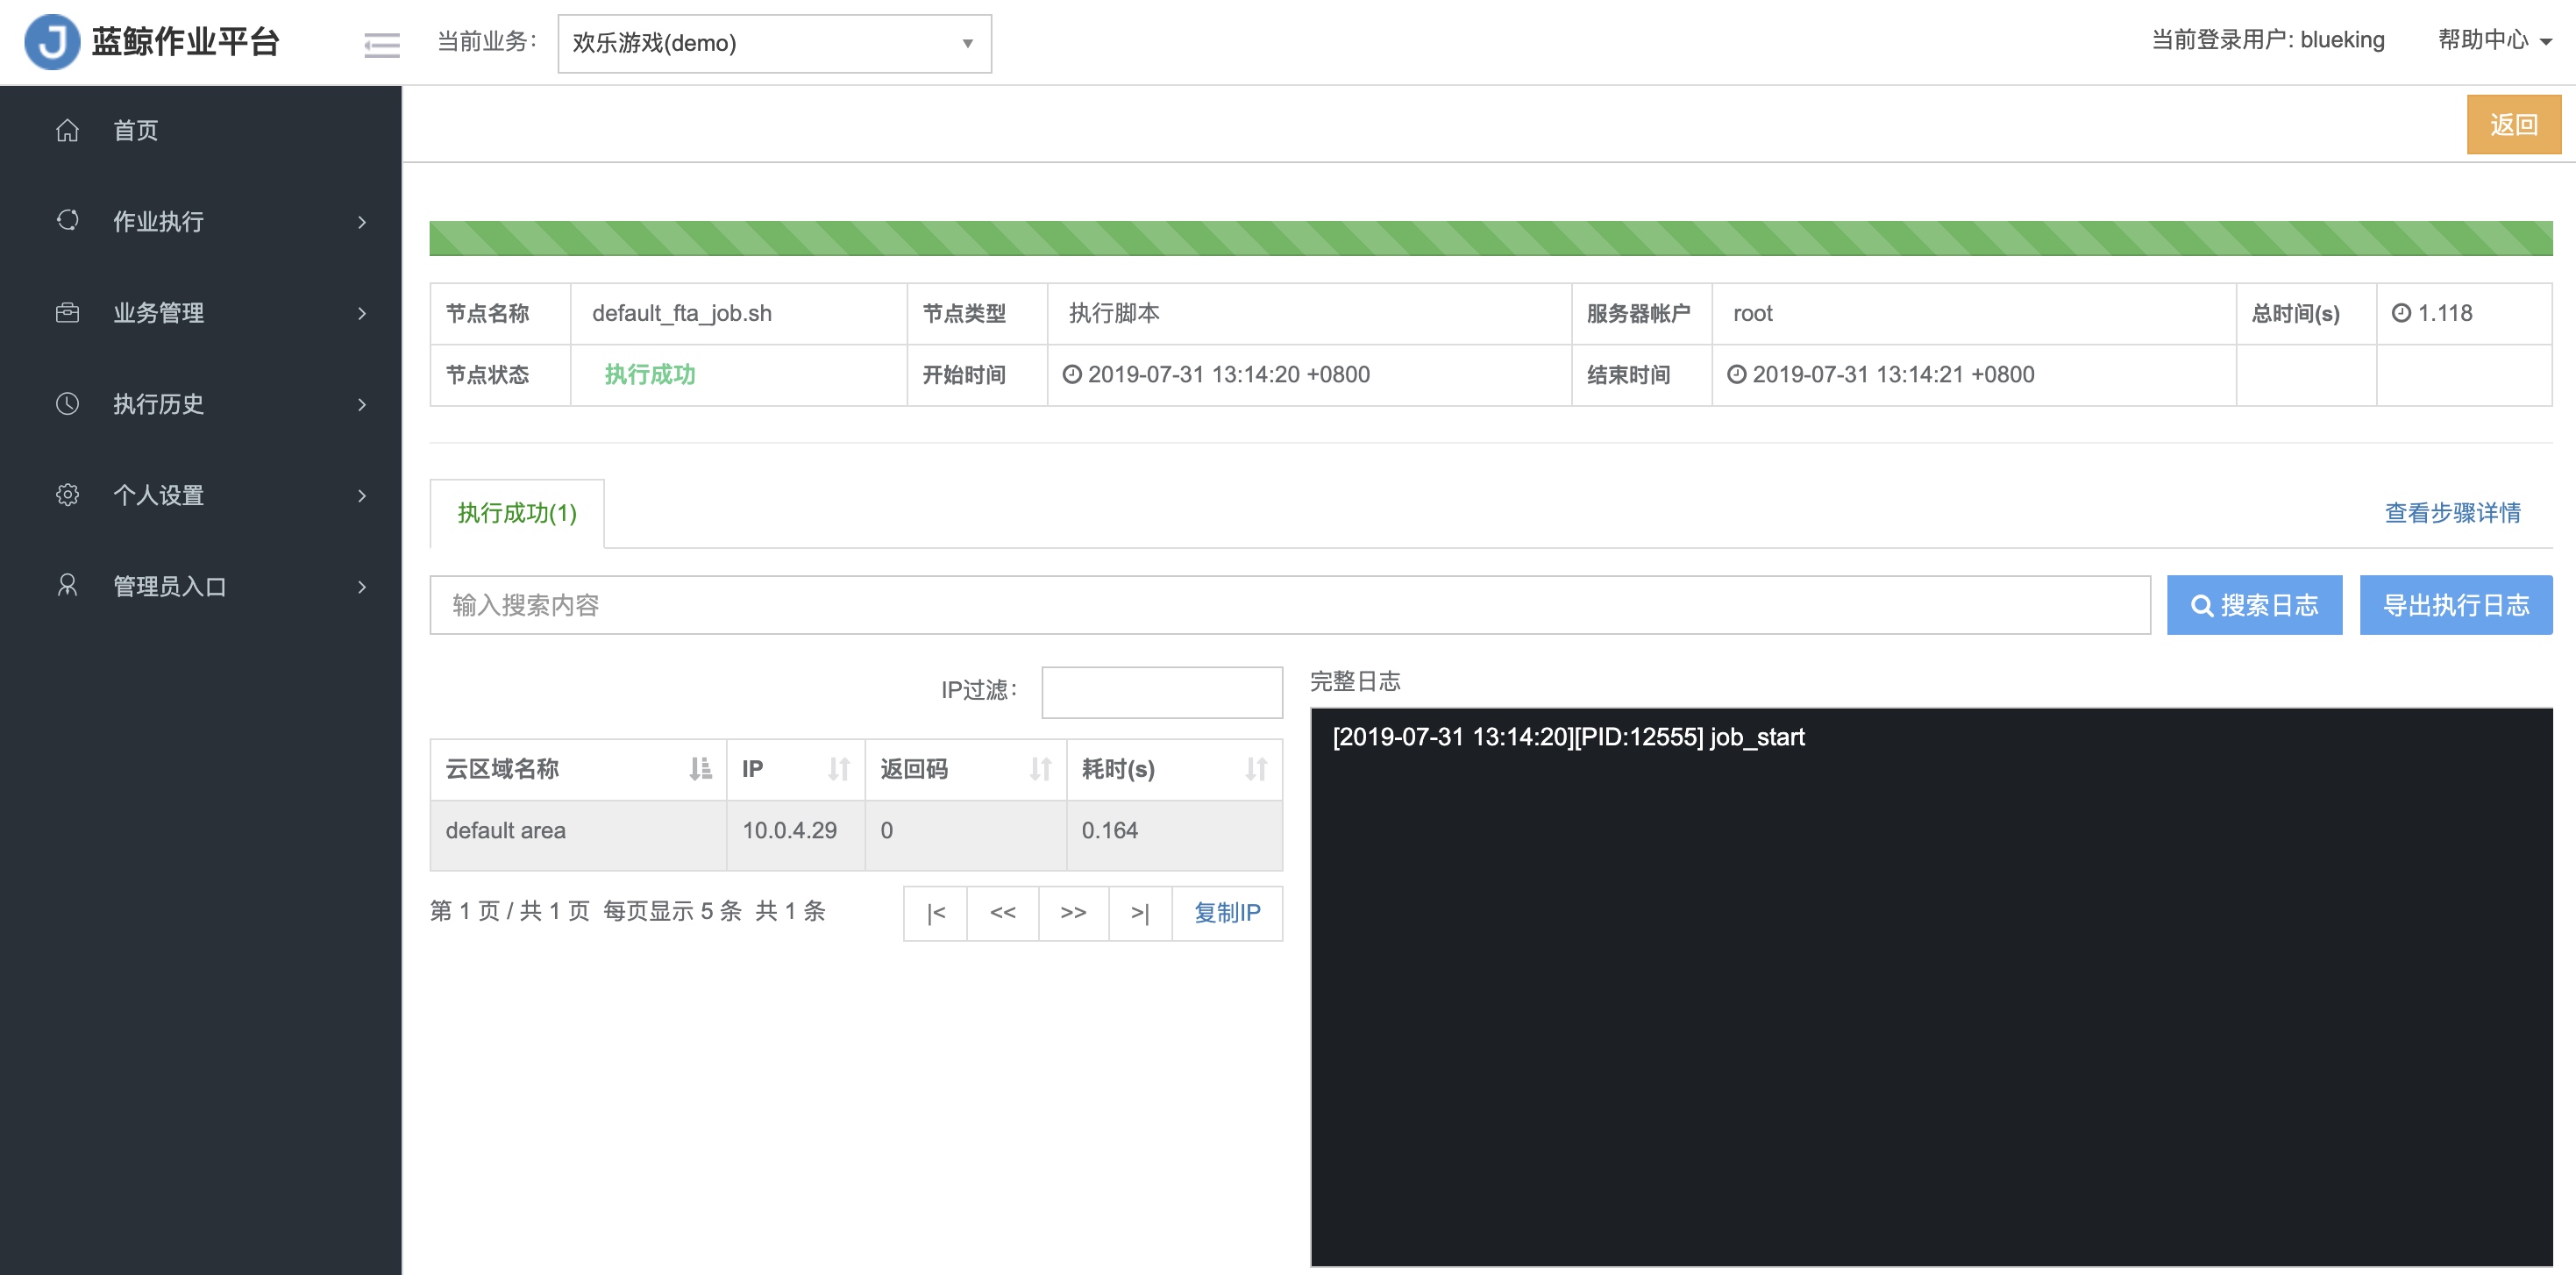 J 蓝鲸作业平台
当前业务：
欢乐游戏(demo)
当前登录用户: blueking
帮助中心
首页
作业执行
业务管理
执行历史
个人设置
管理员入口
返回
节点名称 default_fta_job.sh 节点类型 执行脚本 服务器帐户 root 总时间(s) 1.118
节点状态 执行成功 开始时间 2019-07-31 13:14:20 +0800 结束时间 2019-07-31 13:14:21 +0800
执行成功(1)
查看步骤详情
输入搜索内容
搜索日志
导出执行日志
IP过滤：
云区域名称 IP 返回码 耗时(s)
default area 10.0.4.29 0 0.164
第 1 页 / 共 1 页 每页显示 5 条 共 1 条
|< << >> >| 复制IP
完整日志
[2019-07-31 13:14:20][PID:12555] job_start